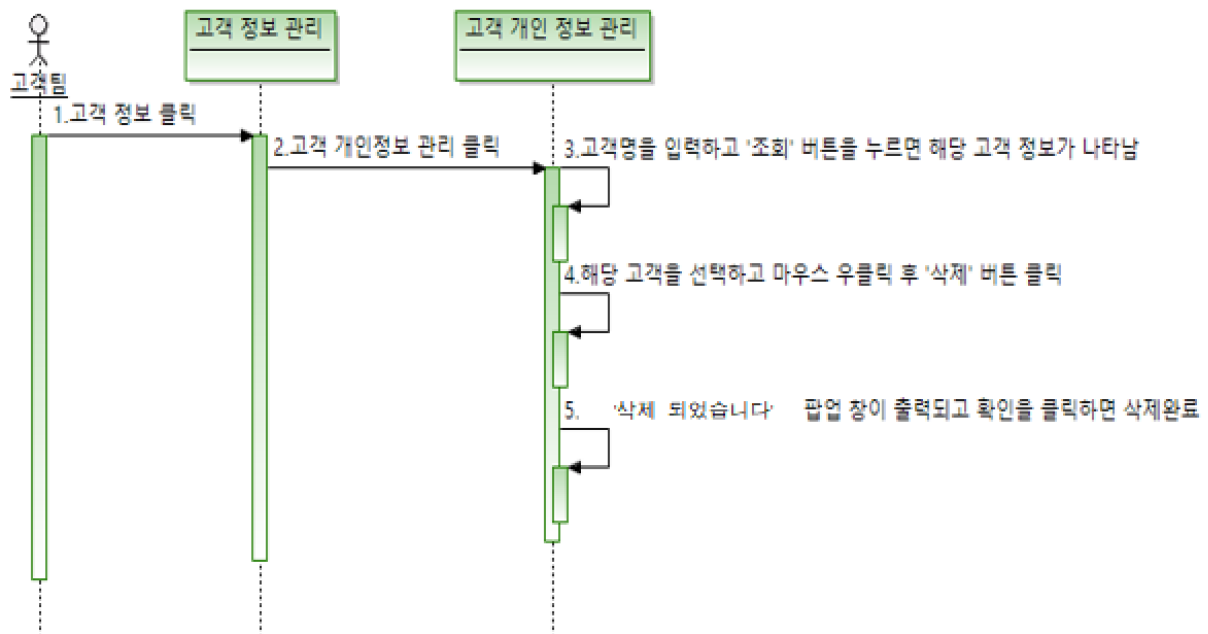 고객 정보 관리
고객 개인 정보 관리
고객팀
1.고객 정보 클릭
2.고객 개인정보 관리 클릭
3.고객명을 입력하고 '조회' 버튼을 누르면 해당 고객 정보가 나타남
4.해당 고객을 선택하고 마우스 우클릭 후 '삭제' 버튼 클릭
5. '삭제 되었습니다' 팝업 창이 출력되고 확인을 클릭하면 삭제완료